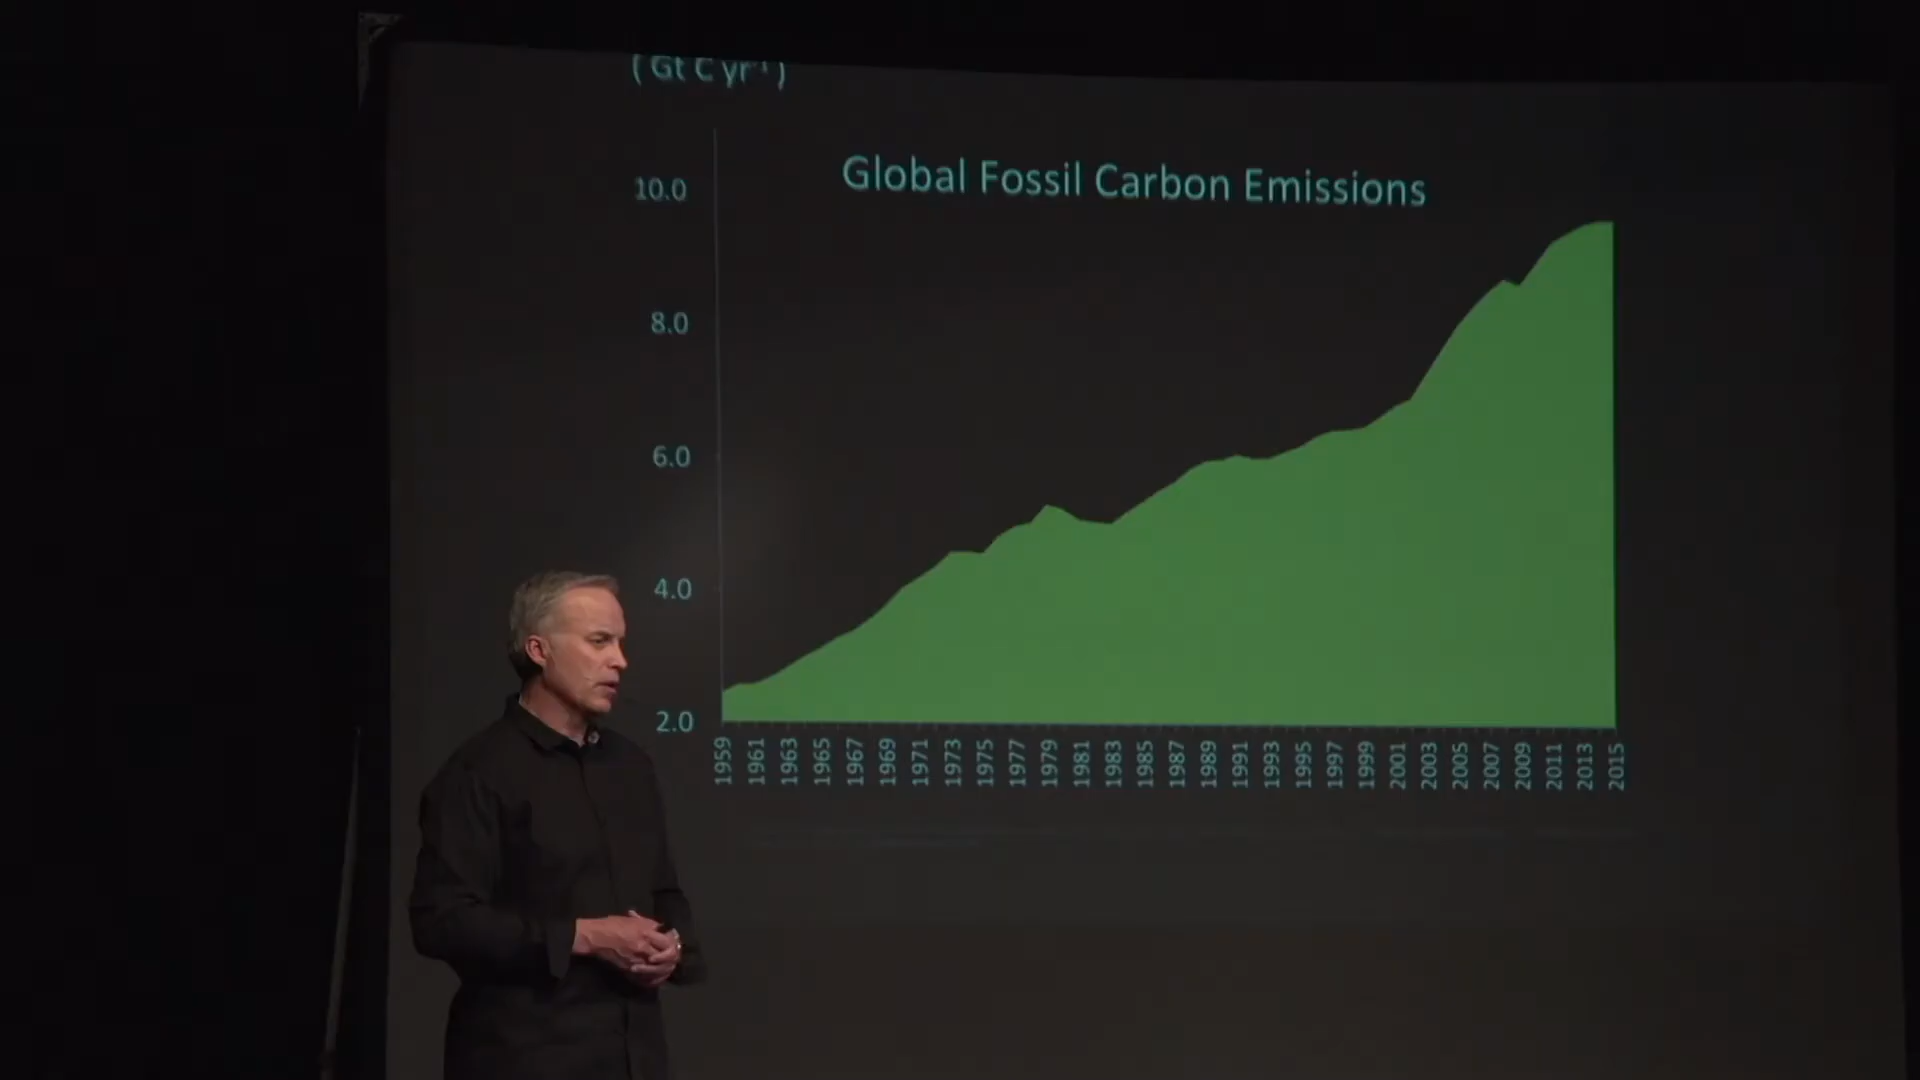 ( Gt C yr⁻¹ )
Global Fossil Carbon Emissions
10.0
8.0
6.0
4.0
2.0
1959 1961 1963 1965 1967 1969 1971 1973 1975 1977 1979 1981 1983 1985 1987 1989 1991 1993 1995 1997 1999 2001 2003 2005 2007 2009 2011 2013 2015